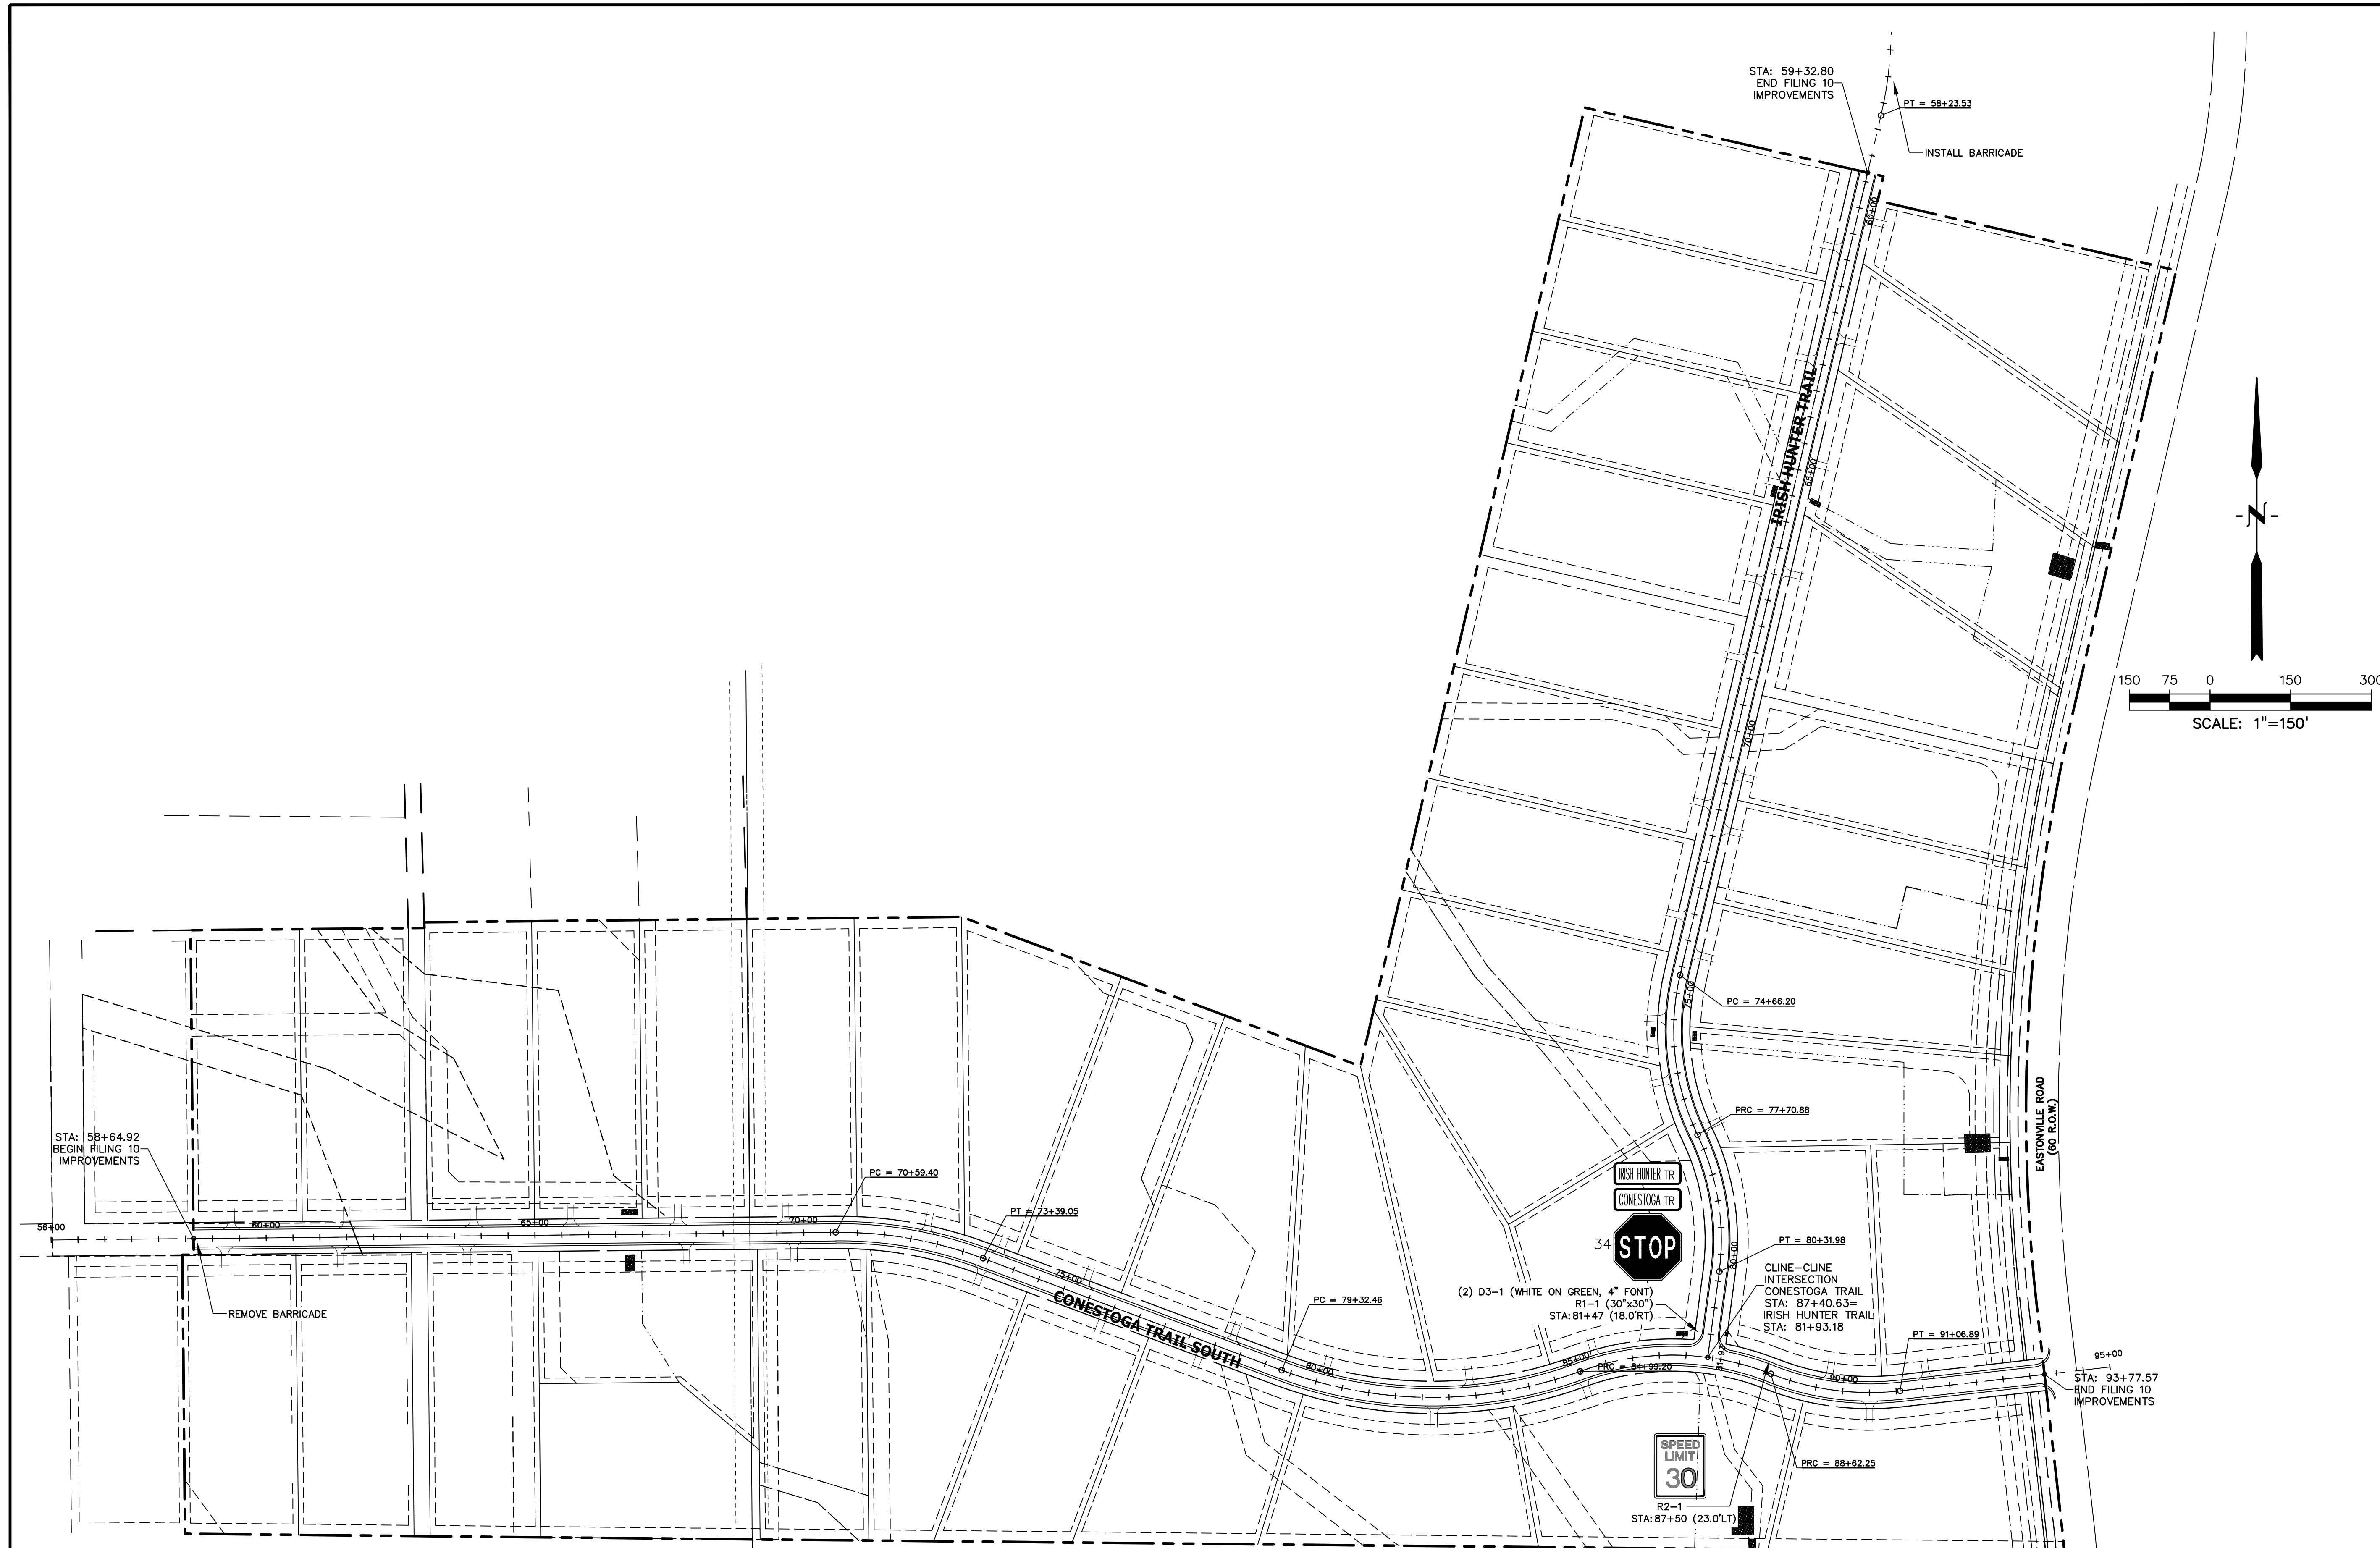 STA: 59+32.80
END FILING 10
IMPROVEMENTS
PT = 58+23.53
INSTALL BARRICADE
60+00
IRISH HUNTER TRAIL
65+00
-N-
150 75 0 150 300
SCALE: 1"=150'
70+00
PC = 74+66.20
75+00
EASTONVILLE ROAD
(60 R.O.W.)
PRC = 77+70.88
STA: 58+64.92
BEGIN FILING 10
IMPROVEMENTS
PC = 70+59.40
IRISH HUNTER TR
CONESTOGA TR
PT = 73+39.05
56+00
60+00
65+00
70+00
34
STOP
PT = 80+31.98
80+00
CLINE-CLINE
INTERSECTION
CONESTOGA TRAIL
STA: 87+40.63=
IRISH HUNTER TRAIL
STA: 81+93.18
75+00
(2) D3-1 (WHITE ON GREEN, 4" FONT)
R1-1 (30"x30")
STA:81+47 (18.0'RT)
REMOVE BARRICADE
CONESTOGA TRAIL SOUTH
PC = 79+32.46
PT = 91+06.89
81+93
80+00
85+00
PRC = 84+99.20
90+00
95+00
STA: 93+77.57
END FILING 10
IMPROVEMENTS
SPEED
LIMIT
30
PRC = 88+62.25
R2-1
STA:87+50 (23.0'LT)